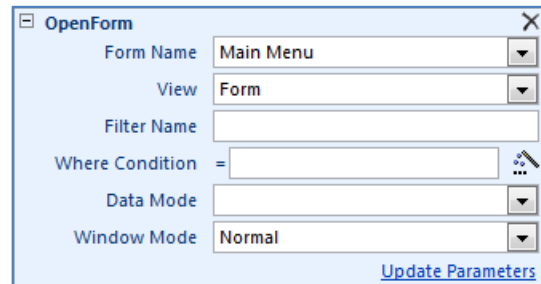 OpenForm
Form Name Main Menu
View Form
Filter Name
Where Condition =
Data Mode
Window Mode Normal
Update Parameters